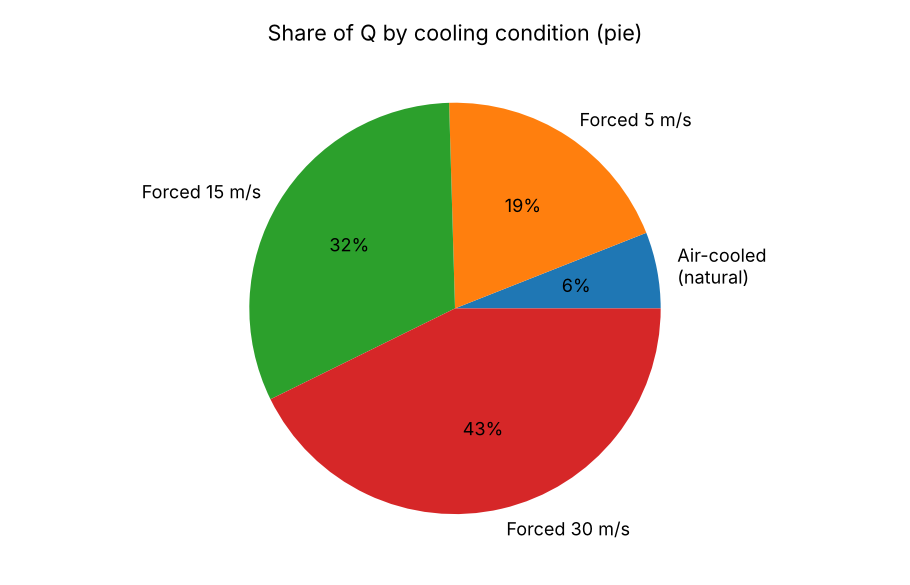 Share of Q by cooling condition (pie)
Forced 5 m/s
Forced 15 m/s
19%
32%
Air-cooled
(natural)
6%
43%
Forced 30 m/s